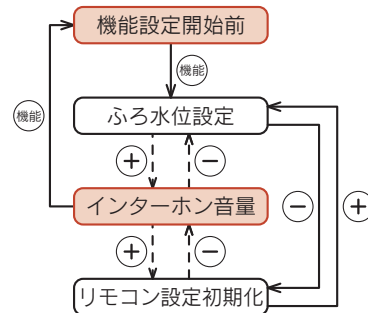 機能設定開始前
機能
機能
ふろ水位設定
+
−
インターホン音量
−
+
+
−
リモコン設定初期化